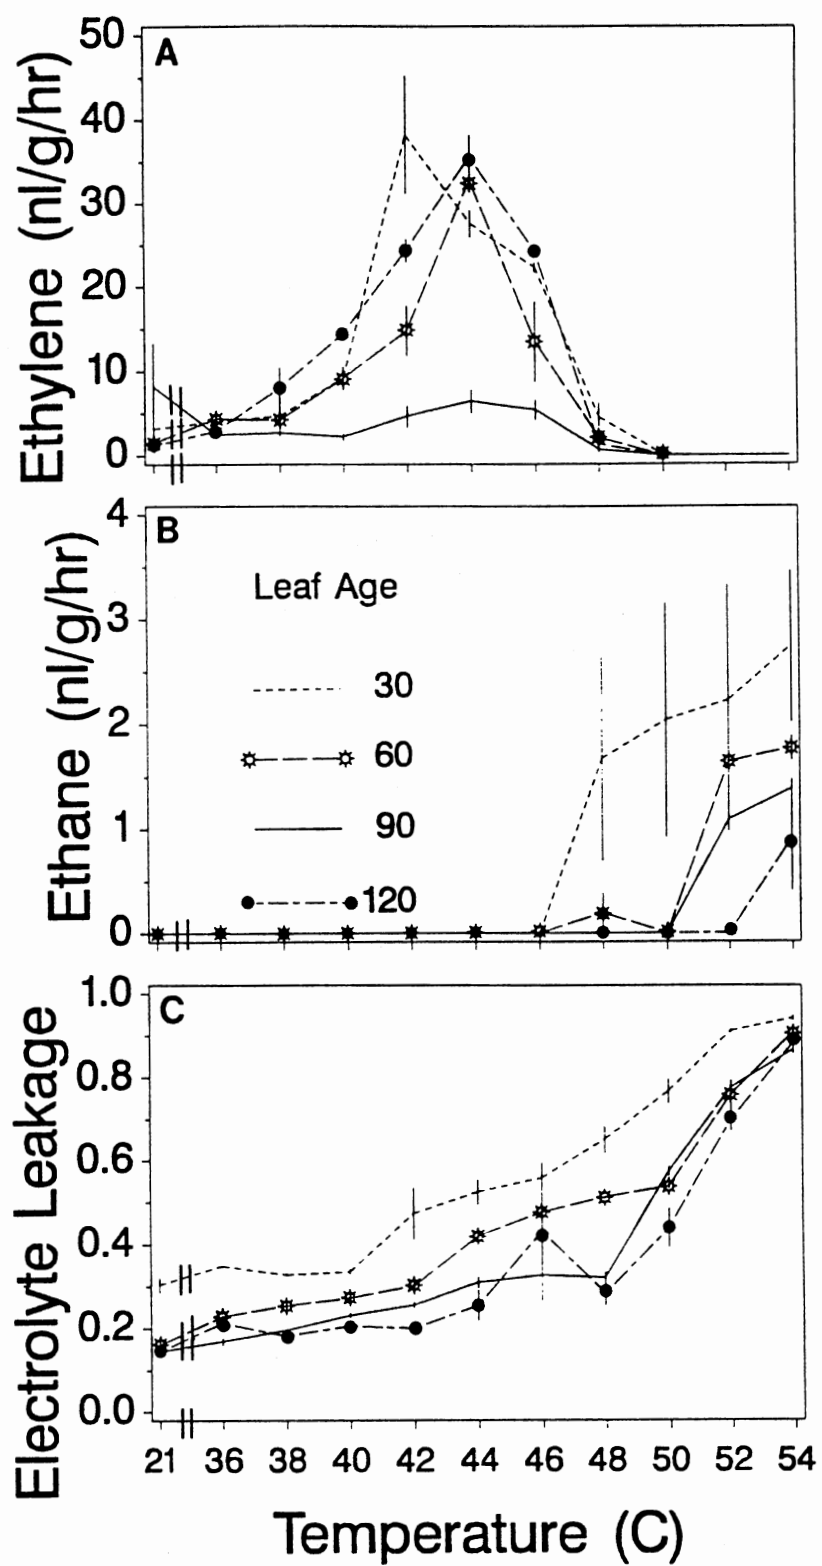 A
Ethylene (nl/g/hr)
50
40
30
20
10
0
B
Ethane (nl/g/hr)
4
3
2
1
0
Leaf Age
30
60
90
120
C
Electrolyte Leakage
1.0
0.8
0.6
0.4
0.2
0.0
21 36 38 40 42 44 46 48 50 52 54
Temperature (C)